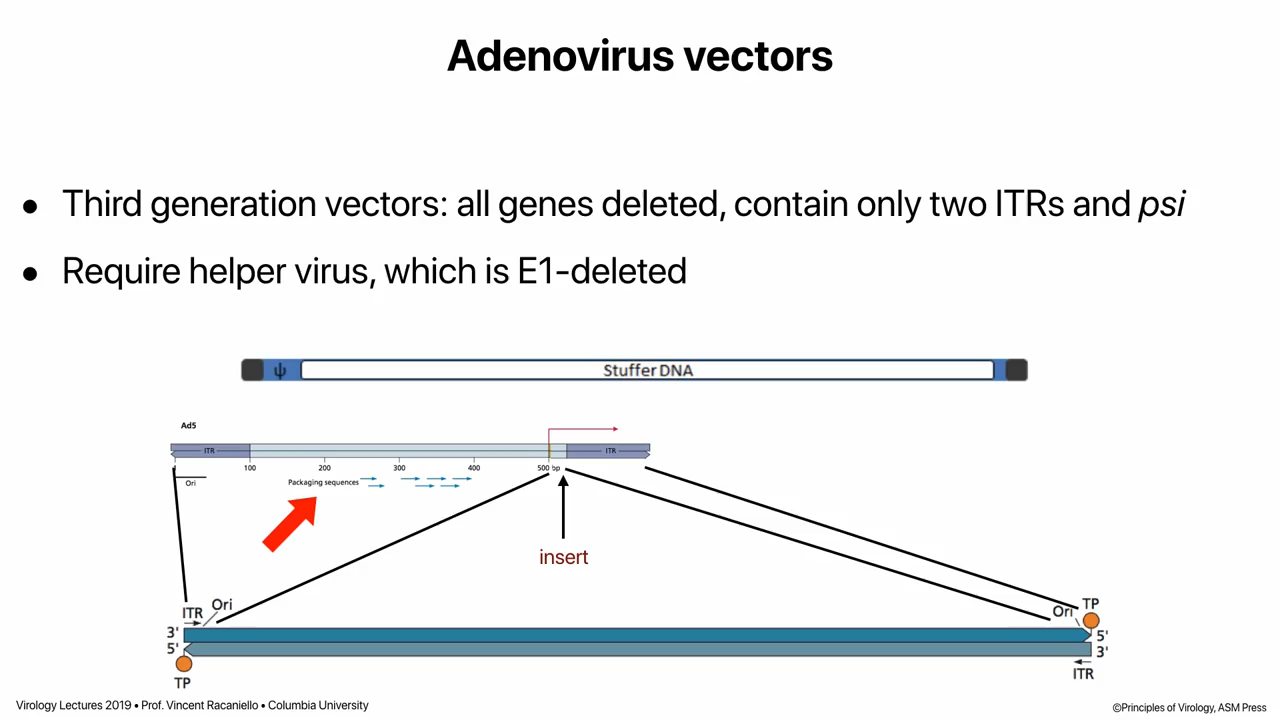 Adenovirus vectors
• Third generation vectors: all genes deleted, contain only two ITRs and psi
• Require helper virus, which is E1-deleted
ψ Stuffer DNA
Ad5
ITR ITR
1 100 200 300 400 500 bp
Ori Packaging sequences
insert
ITR Ori Ori TP
3' 5'
5' 3'
TP ITR
Virology Lectures 2019 • Prof. Vincent Racaniello • Columbia University
©Principles of Virology, ASM Press